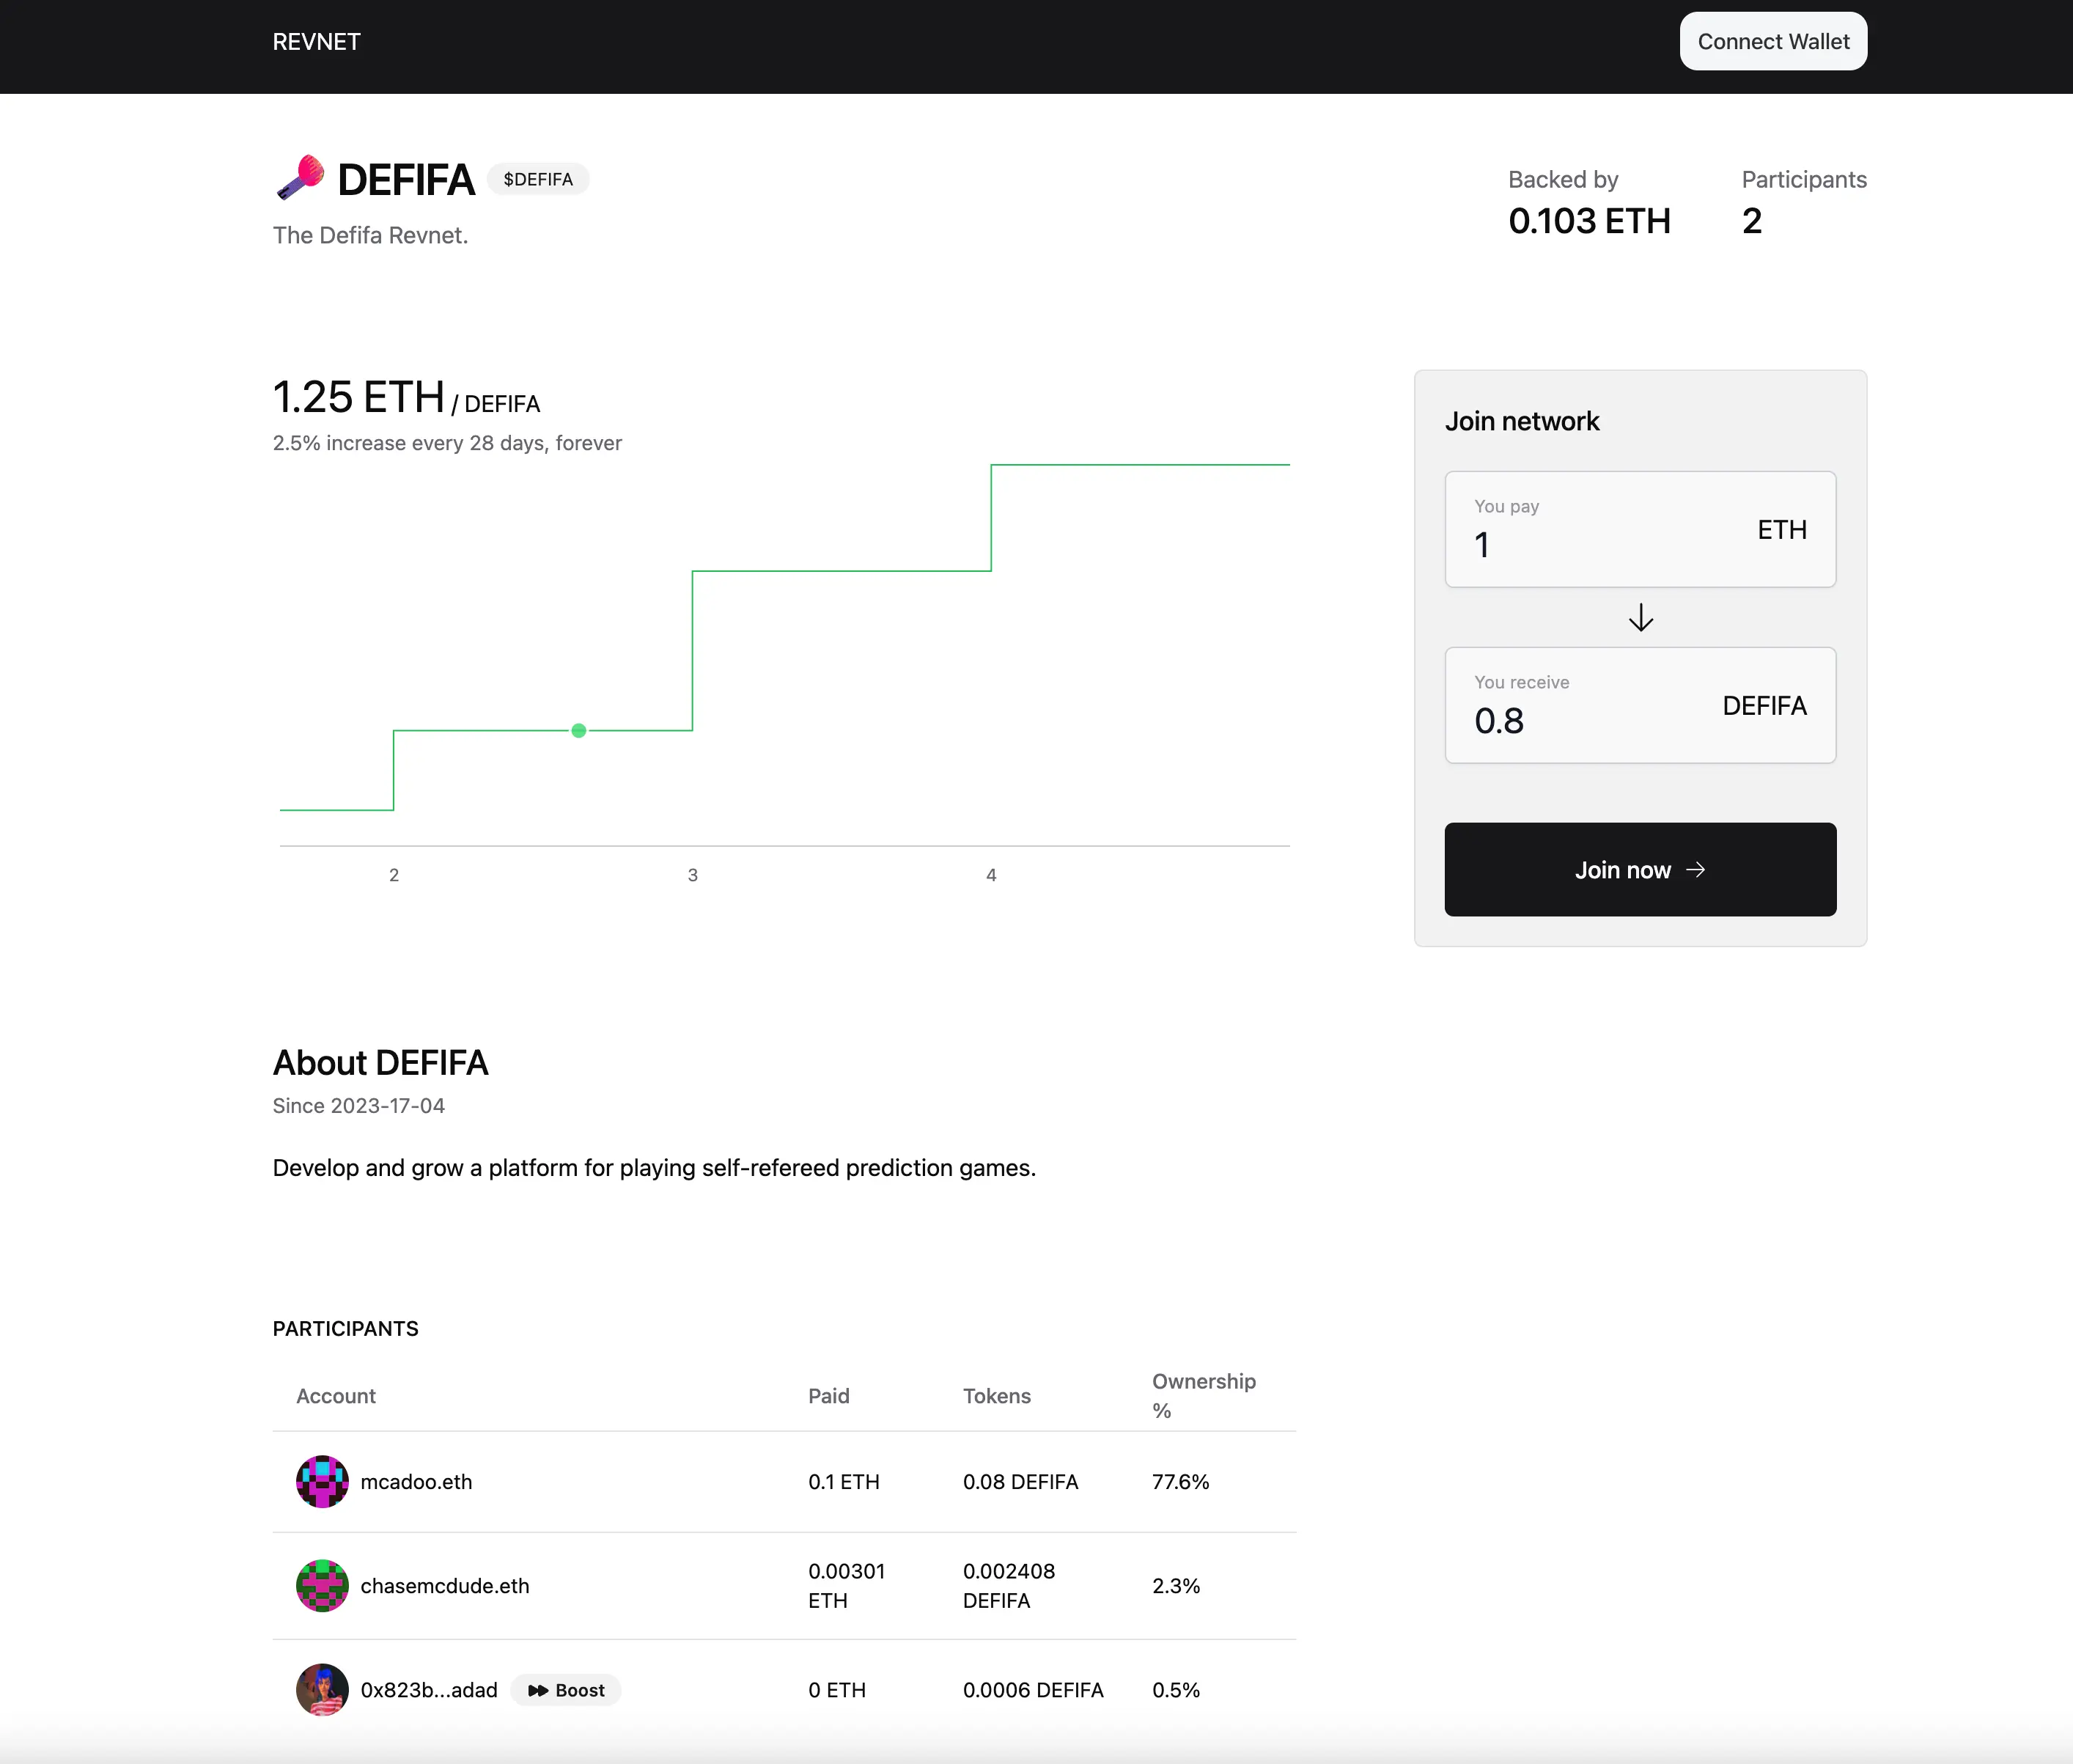 REVNET
Connect Wallet
DEFIFA
$DEFIFA
The Defifa Revnet.
Backed by
0.103 ETH
Participants
2
1.25 ETH / DEFIFA
2.5% increase every 28 days, forever
2
3
4
Join network
You pay
1
ETH
You receive
0.8
DEFIFA
Join now
About DEFIFA
Since 2023-17-04
Develop and grow a platform for playing self-refereed prediction games.
PARTICIPANTS
Account
Paid
Tokens
Ownership
%
mcadoo.eth
0.1 ETH
0.08 DEFIFA
77.6%
chasemcdude.eth
0.00301
ETH
0.002408
DEFIFA
2.3%
0x823b...adad
Boost
0 ETH
0.0006 DEFIFA
0.5%